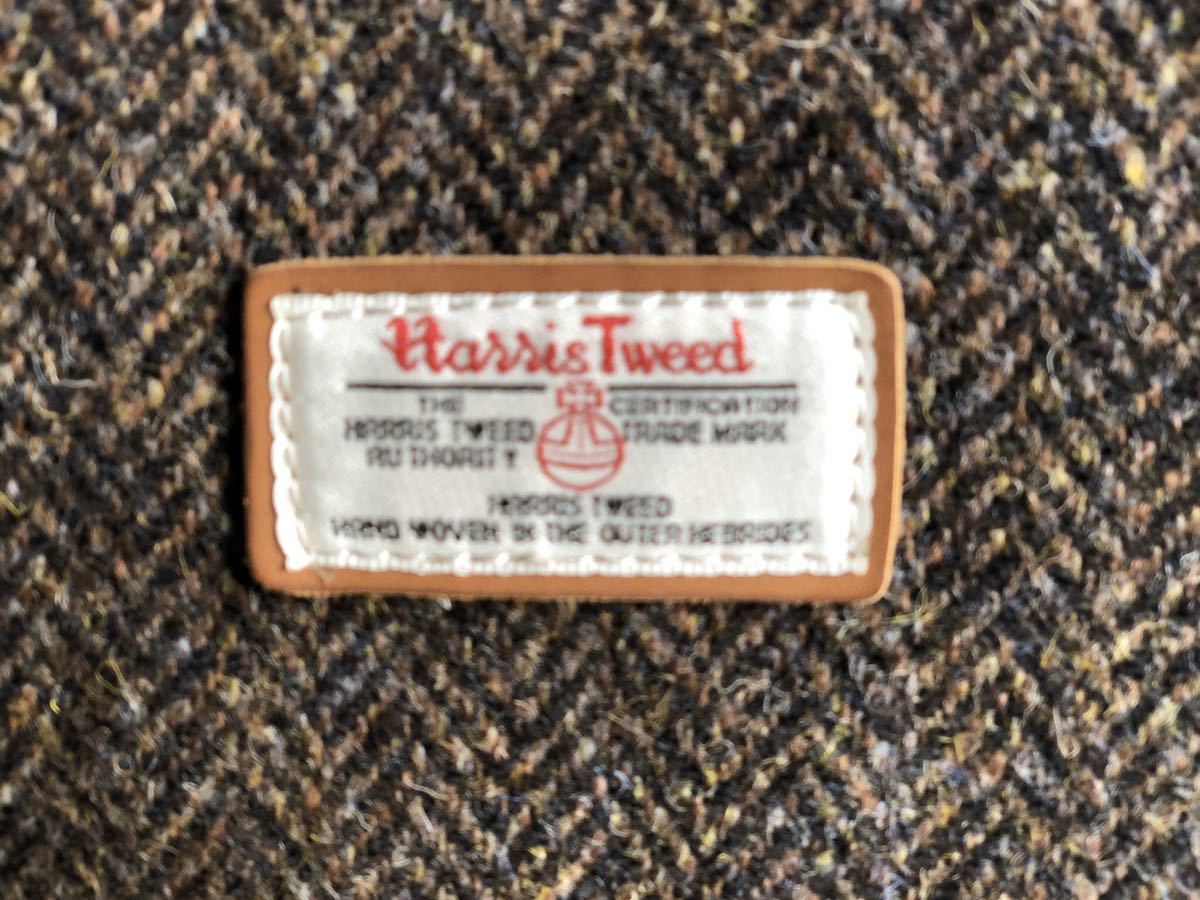 Harris Tweed
THE
HARRIS TWEED
AUTHORITY
CERTIFICATION
TRADE MARK
HARRIS TWEED
HAND WOVEN IN THE OUTER HEBRIDES